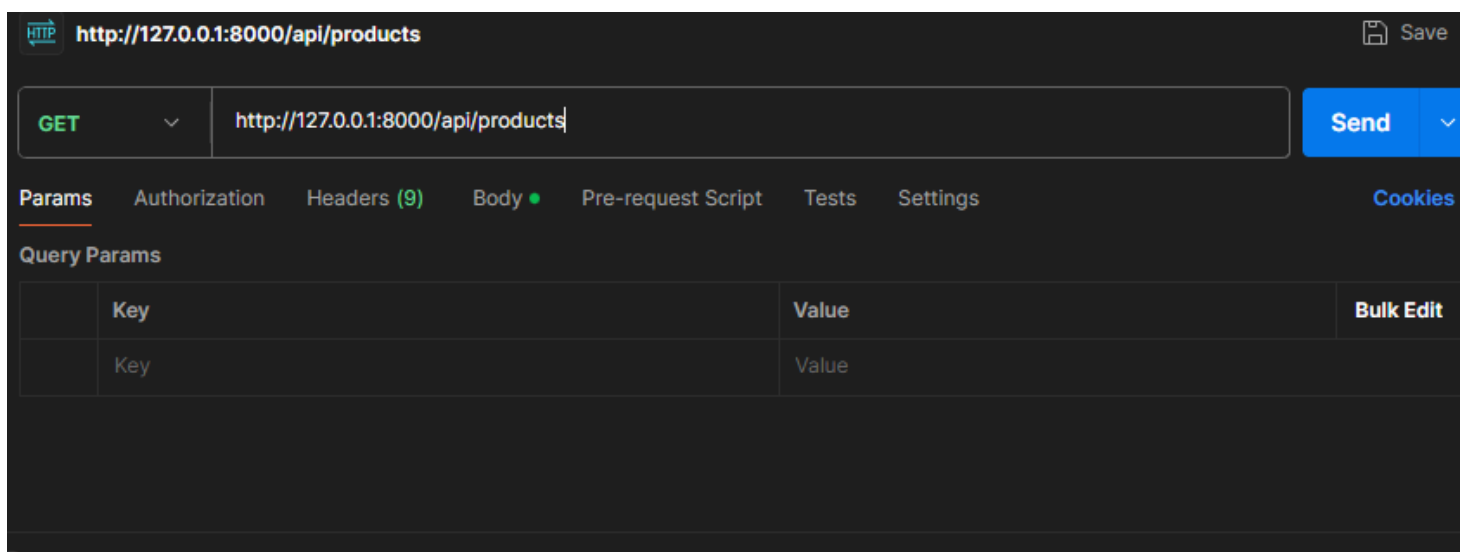 HTTP http://127.0.0.1:8000/api/products Save
GET http://127.0.0.1:8000/api/products Send
Params Authorization Headers (9) Body Pre-request Script Tests Settings Cookies
Query Params
Key Value Bulk Edit
Key Value